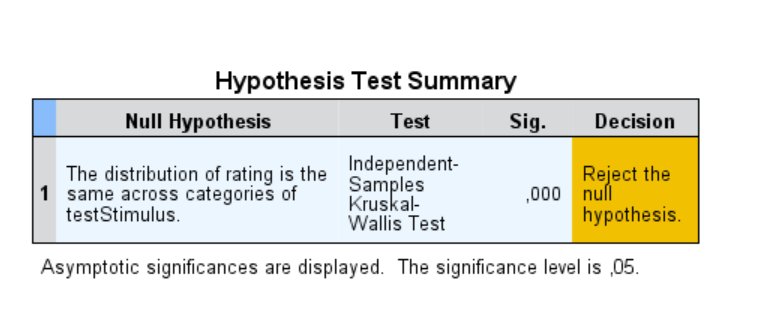 Hypothesis Test Summary
Null Hypothesis Test Sig. Decision
1
The distribution of rating is the
same across categories of
testStimulus.
Independent-
Samples
Kruskal-
Wallis Test
,000
Reject the
null
hypothesis.
Asymptotic significances are displayed. The significance level is ,05.